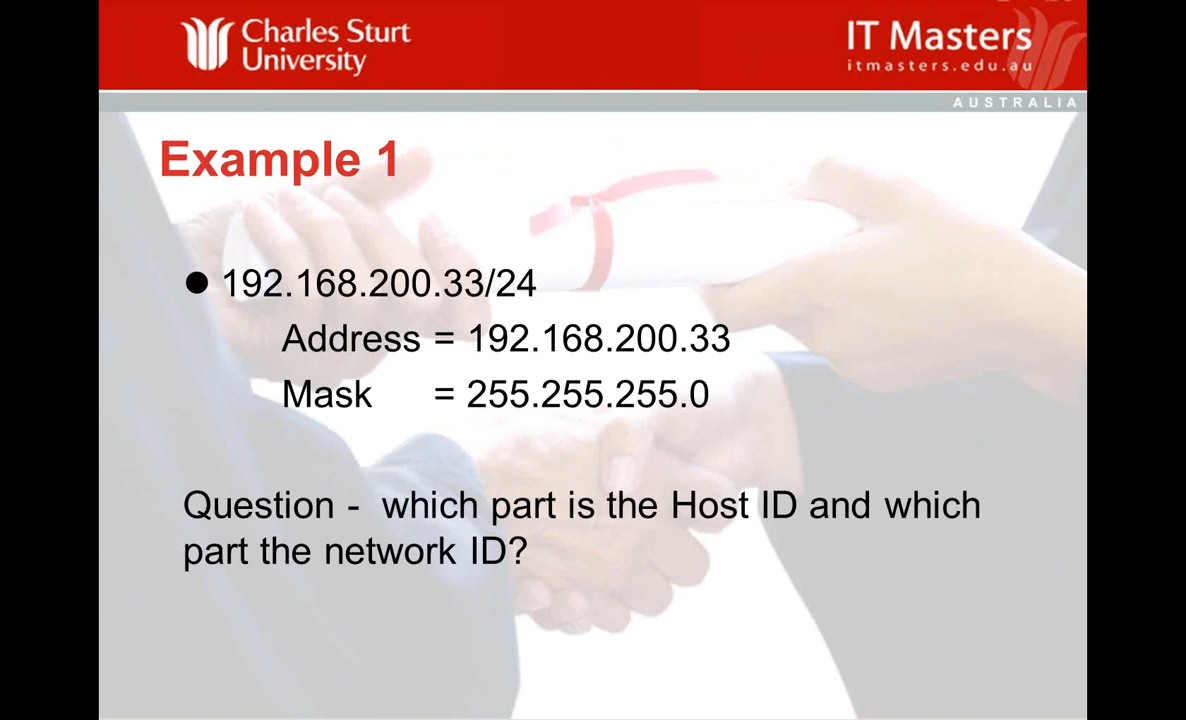 Charles Sturt
University
IT Masters
itmasters.edu.au
AUSTRALIA
Example 1
● 192.168.200.33/24
Address = 192.168.200.33
Mask = 255.255.255.0
Question - which part is the Host ID and which
part the network ID?